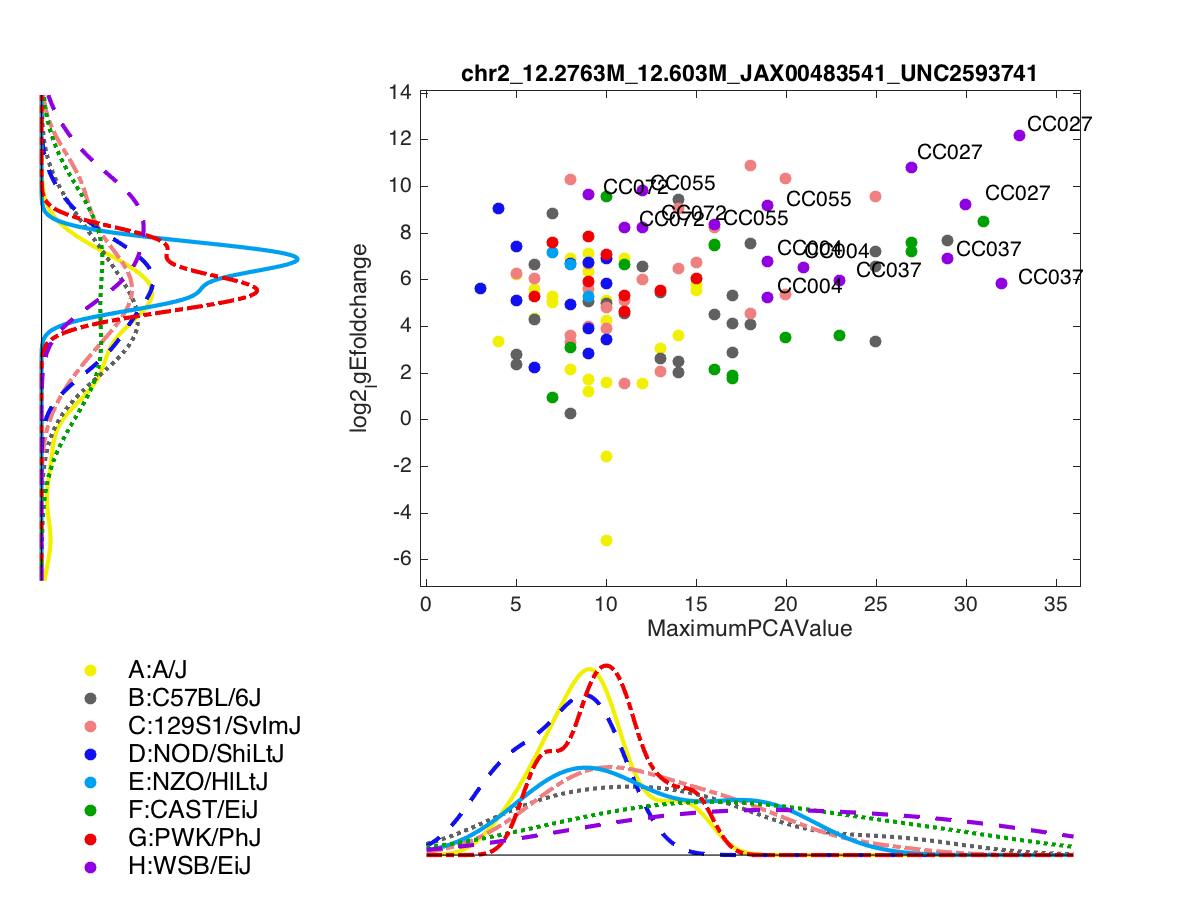 chr2_12.2763M_12.603M_JAX00483541_UNC2593741
14
12
10
8
6
4
2
0
-2
-4
-6
log2lgEfoldchange
CC027
CC027
CC027
CC072
CC055
CC055
CC072
CC072
CC055
CC004
CC004
CC037
CC037
CC004
CC037
0
5
10
15
20
25
30
35
MaximumPCAValue
A:A/J
B:C57BL/6J
C:129S1/SvImJ
D:NOD/ShiLtJ
E:NZO/HlLtJ
F:CAST/EiJ
G:PWK/PhJ
H:WSB/EiJ